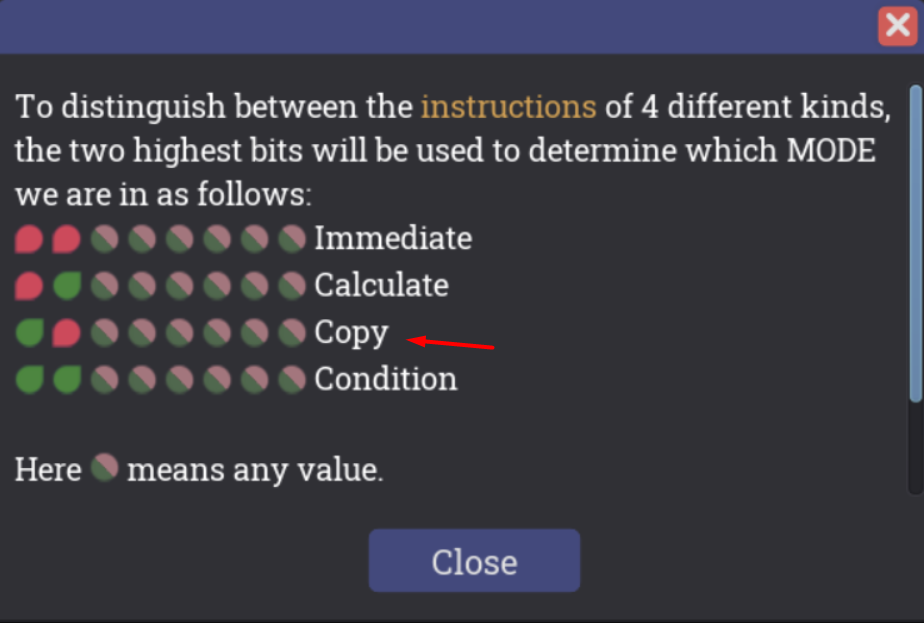 To distinguish between the instructions of 4 different kinds,
the two highest bits will be used to determine which MODE
we are in as follows:
Immediate
Calculate
Copy
Condition
Here means any value.
Close